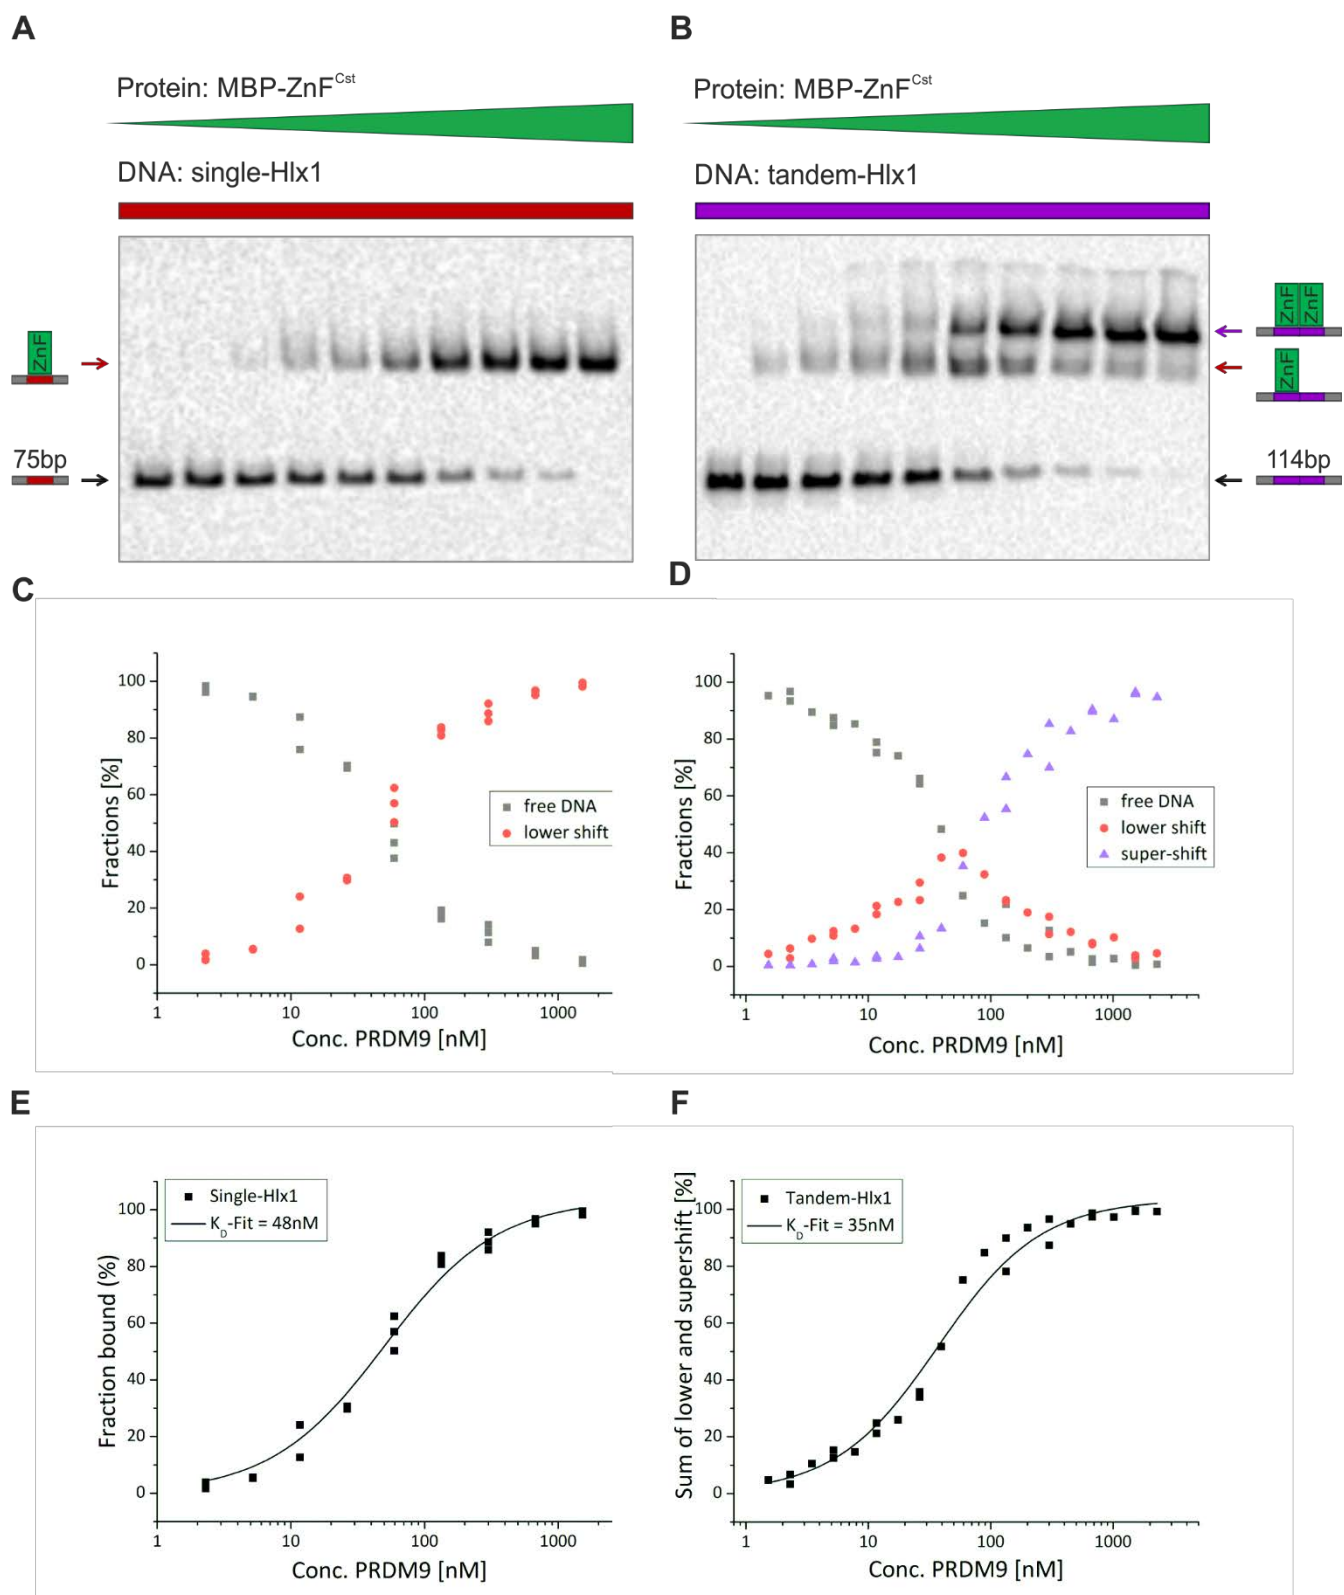 A
B
Protein: MBP-ZnF^Cst
Protein: MBP-ZnF^Cst
DNA: single-Hlx1
DNA: tandem-Hlx1
ZnF
75bp
ZnF ZnF
ZnF
114bp
C
D
100
80
60
40
20
0
Fractions [%]
free DNA
lower shift
1 10 100 1000
Conc. PRDM9 [nM]
100
80
60
40
20
0
Fractions [%]
free DNA
lower shift
super-shift
1 10 100 1000
Conc. PRDM9 [nM]
E
F
Single-Hlx1
K_D-Fit = 48nM
100
80
60
40
20
0
Fraction bound (%)
1 10 100 1000
Conc. PRDM9 [nM]
Tandem-Hlx1
K_D-Fit = 35nM
100
80
60
40
20
0
Sum of lower and supershift [%]
1 10 100 1000
Conc. PRDM9 [nM]